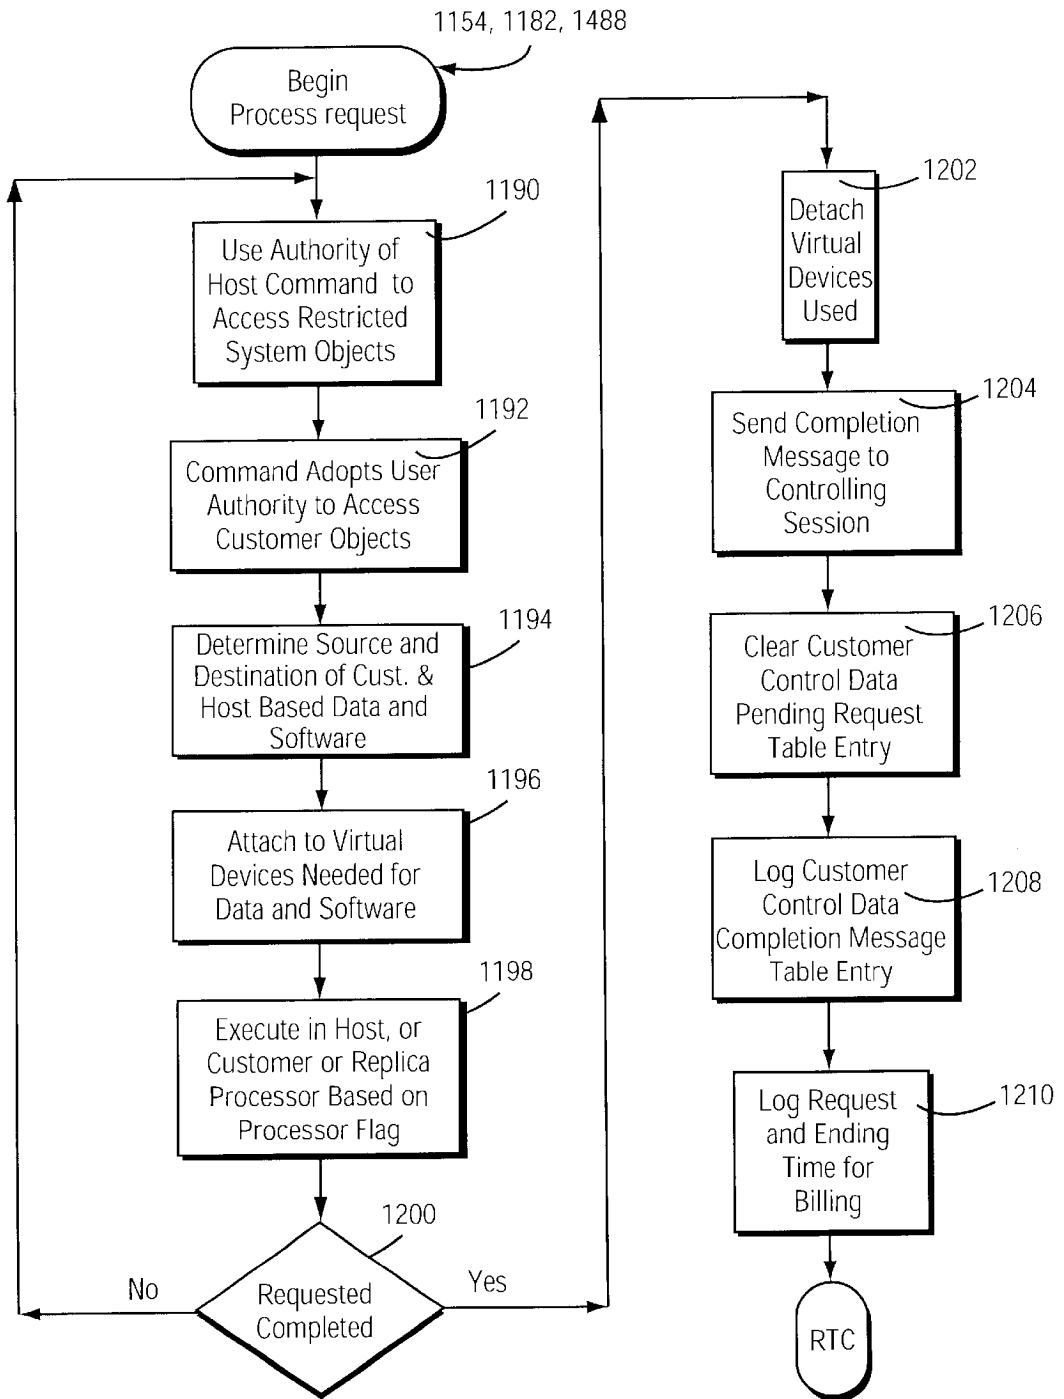 1154, 1182, 1488
Begin
Process request
1190
Use Authority of
Host Command to
Access Restricted
System Objects
1192
Command Adopts User
Authority to Access
Customer Objects
1194
Determine Source and
Destination of Cust. &
Host Based Data and
Software
1196
Attach to Virtual
Devices Needed for
Data and Software
1198
Execute in Host, or
Customer or Replica
Processor Based on
Processor Flag
1200
No
Requested
Completed
Yes
1202
Detach
Virtual
Devices
Used
1204
Send Completion
Message to
Controlling
Session
1206
Clear Customer
Control Data
Pending Request
Table Entry
1208
Log Customer
Control Data
Completion Message
Table Entry
1210
Log Request
and Ending
Time for
Billing
RTC